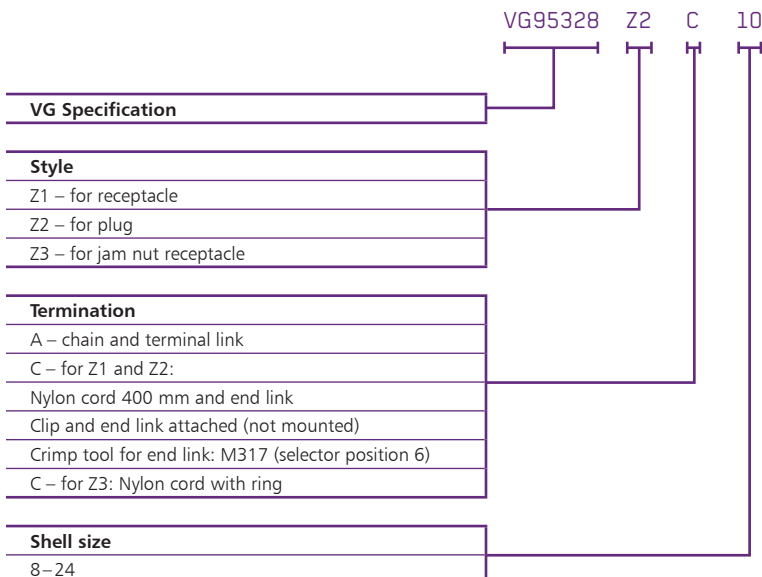 VG95328 Z2 C 10
VG Specification
Style
Z1 – for receptacle
Z2 – for plug
Z3 – for jam nut receptacle
Termination
A – chain and terminal link
C – for Z1 and Z2:
Nylon cord 400 mm and end link
Clip and end link attached (not mounted)
Crimp tool for end link: M317 (selector position 6)
C – for Z3: Nylon cord with ring
Shell size
8–24